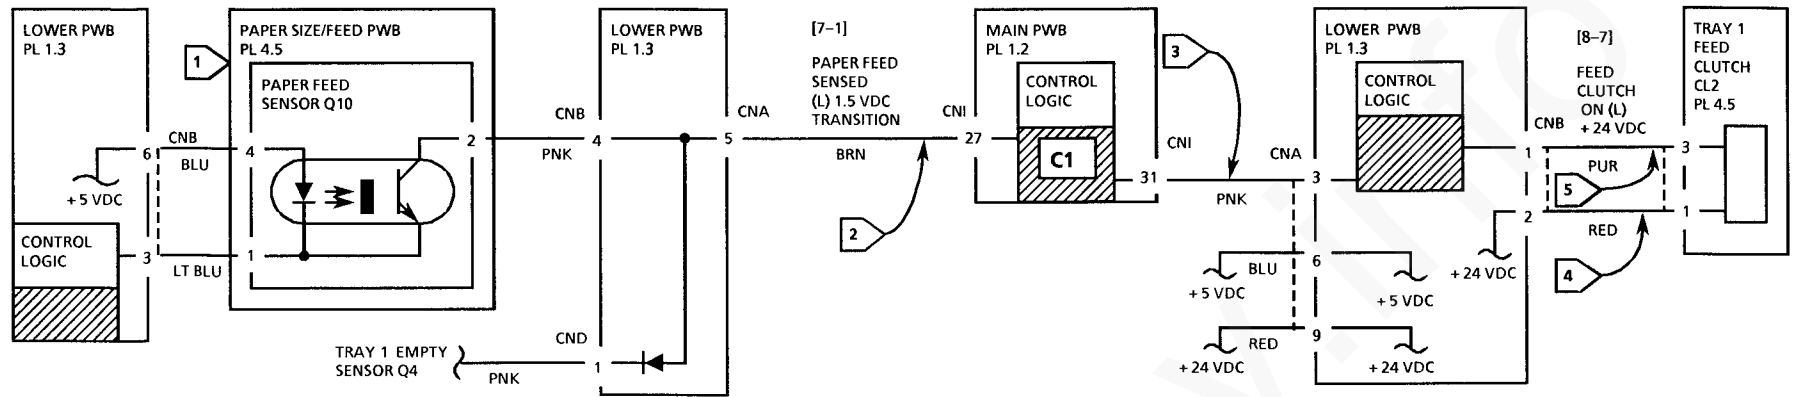 LOWER PWB
PL 1.3
6
CNB
BLU
+5 VDC
CONTROL
LOGIC
3
LT BLU
1
PAPER SIZE/FEED PWB
PL 4.5
PAPER FEED
SENSOR Q10
4
1
2
CNB
PNK
4
LOWER PWB
PL 1.3
5
CNA
CND
1
TRAY 1 EMPTY
SENSOR Q4
PNK
[7–1]
PAPER FEED
SENSED
(L) 1.5 VDC
TRANSITION
BRN
2
CNI
27
MAIN PWB
PL 1.2
CONTROL
LOGIC
C1
31
CNI
3
PNK
CNA
3
LOWER PWB
PL 1.3
CONTROL
LOGIC
BLU
6
+5 VDC
+5 VDC
RED
9
+24 VDC
+24 VDC
CNB
1
2
+24 VDC
[8–7]
FEED
CLUTCH
ON (L)
+24 VDC
PUR
5
RED
4
TRAY 1
FEED
CLUTCH
CL2
PL 4.5
3
1